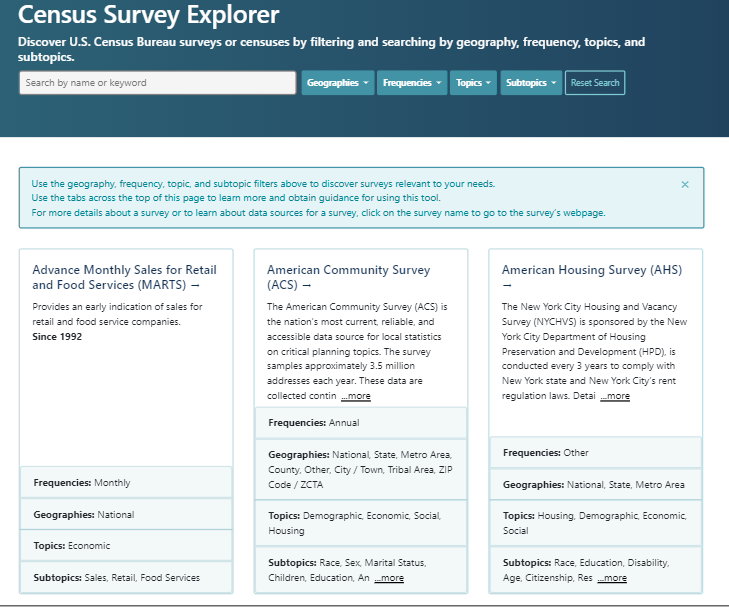 Census Survey Explorer
Discover U.S. Census Bureau surveys or censuses by filtering and searching by geography, frequency, topics, and
subtopics.
Search by name or keyword
Geographies
Frequencies
Topics
Subtopics
Reset Search
Use the geography, frequency, topic, and subtopic filters above to discover surveys relevant to your needs.
Use the tabs across the top of this page to learn more and obtain guidance for using this tool.
For more details about a survey or to learn about data sources for a survey, click on the survey name to go to the survey's webpage.
×
Advance Monthly Sales for Retail
and Food Services (MARTS) →
Provides an early indication of sales for
retail and food service companies.
Since 1992
Frequencies: Monthly
Geographies: National
Topics: Economic
Subtopics: Sales, Retail, Food Services
American Community Survey
(ACS) →
The American Community Survey (ACS) is
the nation's most current, reliable, and
accessible data source for local statistics
on critical planning topics. The survey
samples approximately 3.5 million
addresses each year. These data are
collected contin ...more
Frequencies: Annual
Geographies: National, State, Metro Area,
County, Other, City / Town, Tribal Area, ZIP
Code / ZCTA
Topics: Demographic, Economic, Social,
Housing
Subtopics: Race, Sex, Marital Status,
Children, Education, An ...more
American Housing Survey (AHS)
→
The New York City Housing and Vacancy
Survey (NYCHVS) is sponsored by the New
York City Department of Housing
Preservation and Development (HPD), is
conducted every 3 years to comply with
New York state and New York City's rent
regulation laws. Detai ...more
Frequencies: Other
Geographies: National, State, Metro Area
Topics: Housing, Demographic, Economic,
Social
Subtopics: Race, Education, Disability,
Age, Citizenship, Res ...more